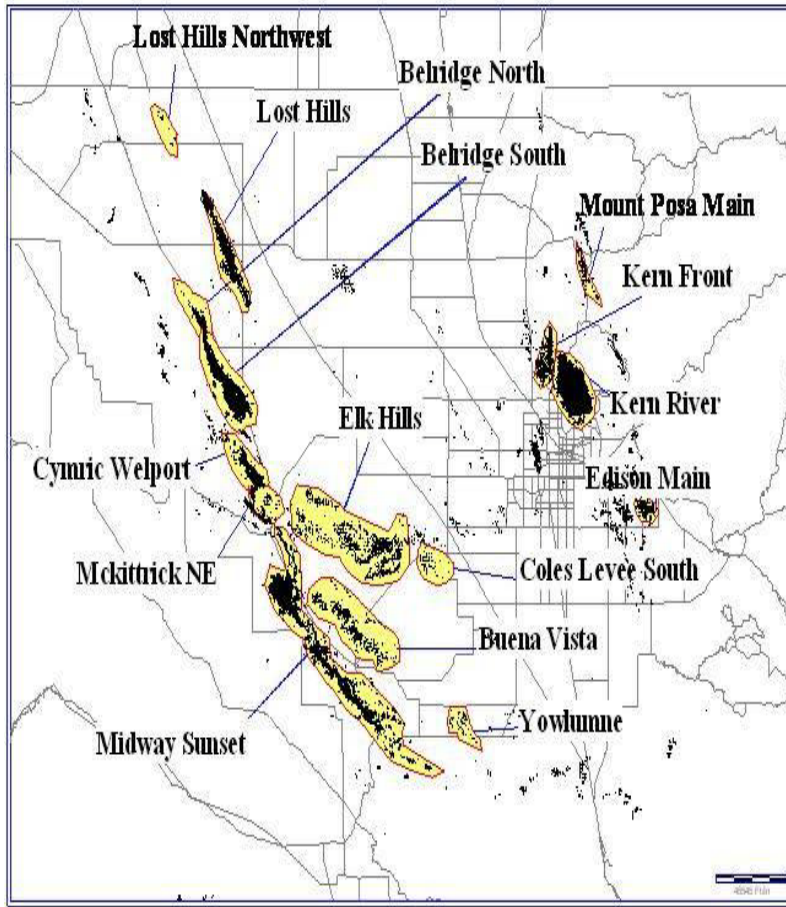 Lost Hills Northwest
Belridge North
Lost Hills
Belridge South
Mount Posa Main
Kern Front
Kern River
Elk Hills
Cymric Welport
Edison Main
Mckittrick NE
Coles Levee South
Buena Vista
Yowlumne
Midway Sunset